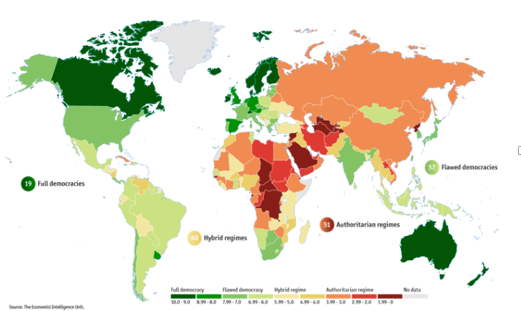 57 Flawed democracies
19 Full democracies
51 Authoritarian regimes
Hybrid regimes
Full democracy Flawed democracy Hybrid regime Authoritarian regime No data
10.0 - 9.0 8.99 - 8.0 7.99 - 7.0 6.99 - 6.0 5.99 - 5.0 4.99 - 4.0 3.99 - 3.0 2.99 - 2.0 1.99 - 0
Source: The Economist Intelligence Unit.